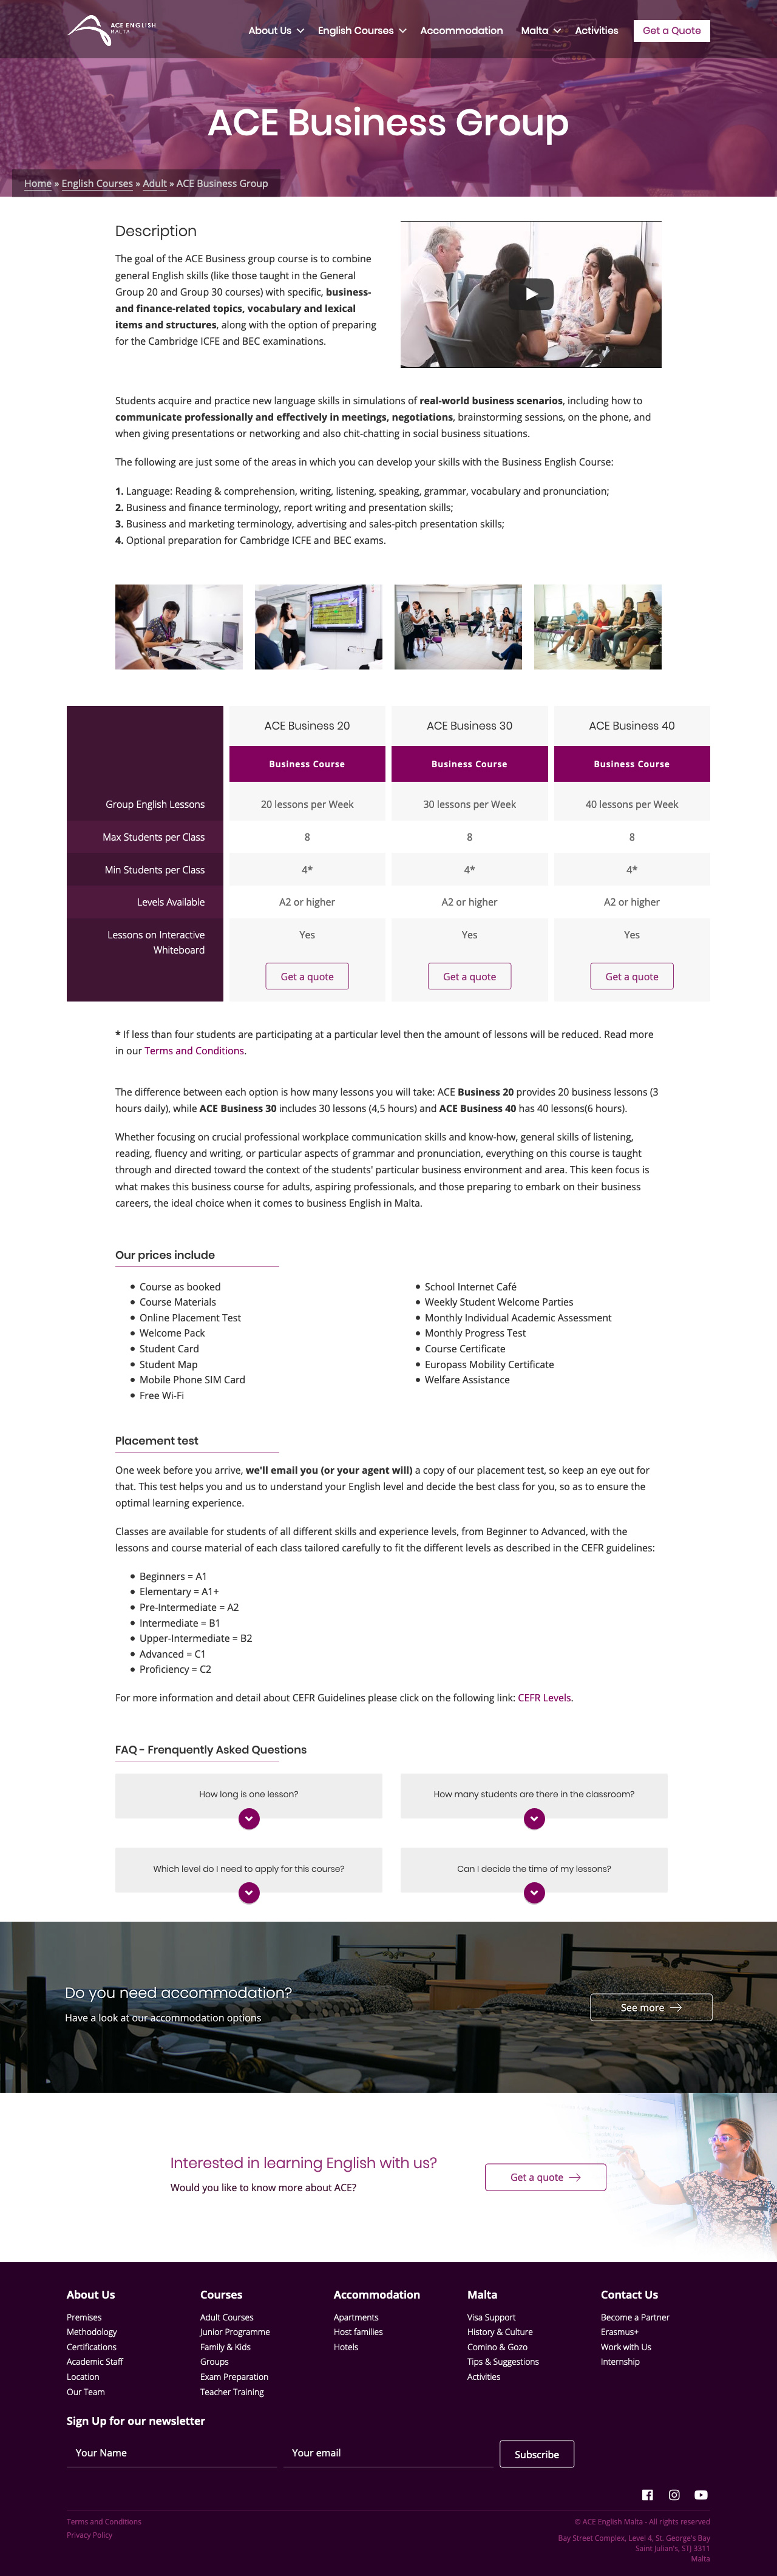 ACE ENGLISH
MALTA
About Us
English Courses
Accommodation
Malta
Activities
Get a Quote
ACE Business Group
Home » English Courses » Adult » ACE Business Group
Description
The goal of the ACE Business group course is to combine
general English skills (like those taught in the General
Group 20 and Group 30 courses) with specific, business-
and finance-related topics, vocabulary and lexical
items and structures, along with the option of preparing
for the Cambridge ICFE and BEC examinations.
Students acquire and practice new language skills in simulations of real-world business scenarios, including how to
communicate professionally and effectively in meetings, negotiations, brainstorming sessions, on the phone, and
when giving presentations or networking and also chit-chatting in social business situations.
The following are just some of the areas in which you can develop your skills with the Business English Course:
1. Language: Reading & comprehension, writing, listening, speaking, grammar, vocabulary and pronunciation;
2. Business and finance terminology, report writing and presentation skills;
3. Business and marketing terminology, advertising and sales-pitch presentation skills;
4. Optional preparation for Cambridge ICFE and BEC exams.
ACE Business 20
ACE Business 30
ACE Business 40
Business Course
Business Course
Business Course
Group English Lessons
20 lessons per Week
30 lessons per Week
40 lessons per Week
Max Students per Class
8
8
8
Min Students per Class
4*
4*
4*
Levels Available
A2 or higher
A2 or higher
A2 or higher
Lessons on Interactive
Whiteboard
Yes
Yes
Yes
Get a quote
Get a quote
Get a quote
* If less than four students are participating at a particular level then the amount of lessons will be reduced. Read more
in our Terms and Conditions.
The difference between each option is how many lessons you will take: ACE Business 20 provides 20 business lessons (3
hours daily), while ACE Business 30 includes 30 lessons (4,5 hours) and ACE Business 40 has 40 lessons(6 hours).
Whether focusing on crucial professional workplace communication skills and know-how, general skills of listening,
reading, fluency and writing, or particular aspects of grammar and pronunciation, everything on this course is taught
through and directed toward the context of the students' particular business environment and area. This keen focus is
what makes this business course for adults, aspiring professionals, and those preparing to embark on their business
careers, the ideal choice when it comes to business English in Malta.
Our prices include
Course as booked
Course Materials
Online Placement Test
Welcome Pack
Student Card
Student Map
Mobile Phone SIM Card
Free Wi-Fi
School Internet Café
Weekly Student Welcome Parties
Monthly Individual Academic Assessment
Monthly Progress Test
Course Certificate
Europass Mobility Certificate
Welfare Assistance
Placement test
One week before you arrive, we'll email you (or your agent will) a copy of our placement test, so keep an eye out for
that. This test helps you and us to understand your English level and decide the best class for you, so as to ensure the
optimal learning experience.
Classes are available for students of all different skills and experience levels, from Beginner to Advanced, with the
lessons and course material of each class tailored carefully to fit the different levels as described in the CEFR guidelines:
Beginners = A1
Elementary = A1+
Pre-Intermediate = A2
Intermediate = B1
Upper-Intermediate = B2
Advanced = C1
Proficiency = C2
For more information and detail about CEFR Guidelines please click on the following link: CEFR Levels.
FAQ - Frenquently Asked Questions
How long is one lesson?
How many students are there in the classroom?
Which level do I need to apply for this course?
Can I decide the time of my lessons?
Do you need accommodation?
Have a look at our accommodation options
See more
Interested in learning English with us?
Would you like to know more about ACE?
Get a quote
About Us
Premises
Methodology
Certifications
Academic Staff
Location
Our Team
Courses
Adult Courses
Junior Programme
Family & Kids
Groups
Exam Preparation
Teacher Training
Accommodation
Apartments
Host families
Hotels
Malta
Visa Support
History & Culture
Comino & Gozo
Tips & Suggestions
Activities
Contact Us
Become a Partner
Erasmus+
Work with Us
Internship
Sign Up for our newsletter
Your Name
Your email
Subscribe
Terms and Conditions
Privacy Policy
© ACE English Malta - All rights reserved
Bay Street Complex, Level 4, St. George's Bay
Saint Julian's, STJ 3311
Malta